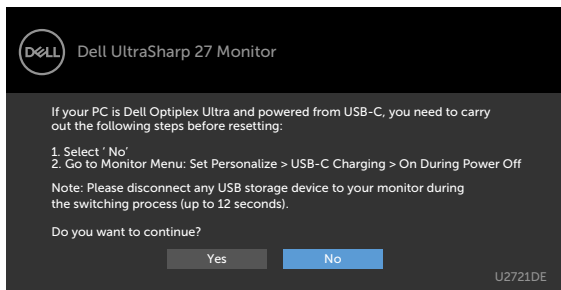 DELL Dell UltraSharp 27 Monitor
If your PC is Dell Optiplex Ultra and powered from USB-C, you need to carry
out the following steps before resetting:
1. Select ‘ No’
2. Go to Monitor Menu: Set Personalize > USB-C Charging > On During Power Off
Note: Please disconnect any USB storage device to your monitor during
the switching process (up to 12 seconds).
Do you want to continue?
Yes No
U2721DE